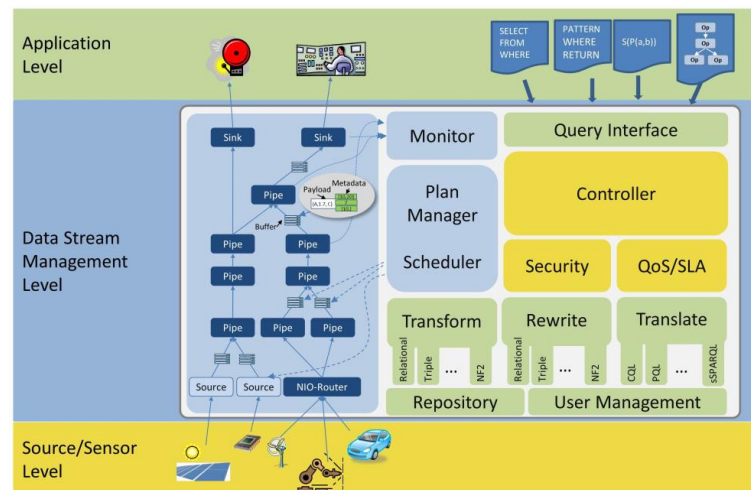 Application
Level
SELECT
FROM
WHERE
PATTERN
WHERE
RETURN
S(P(a,b))
Op
Op
Op
Op
Data Stream
Management
Level
Sink
Sink
Metadata
Payload
Pipe
Buffer
Pipe
Pipe
Pipe
Pipe
Pipe
Pipe
Pipe
Source
Source
NIO-Router
Monitor
Query Interface
Plan
Manager
Scheduler
Controller
Security
QoS/SLA
Transform
Rewrite
Translate
Relational
Triple
...
NF2
Relational
Triple
...
NF2
CQL
PQL
...
sSPARQL
Repository
User Management
Source/Sensor
Level